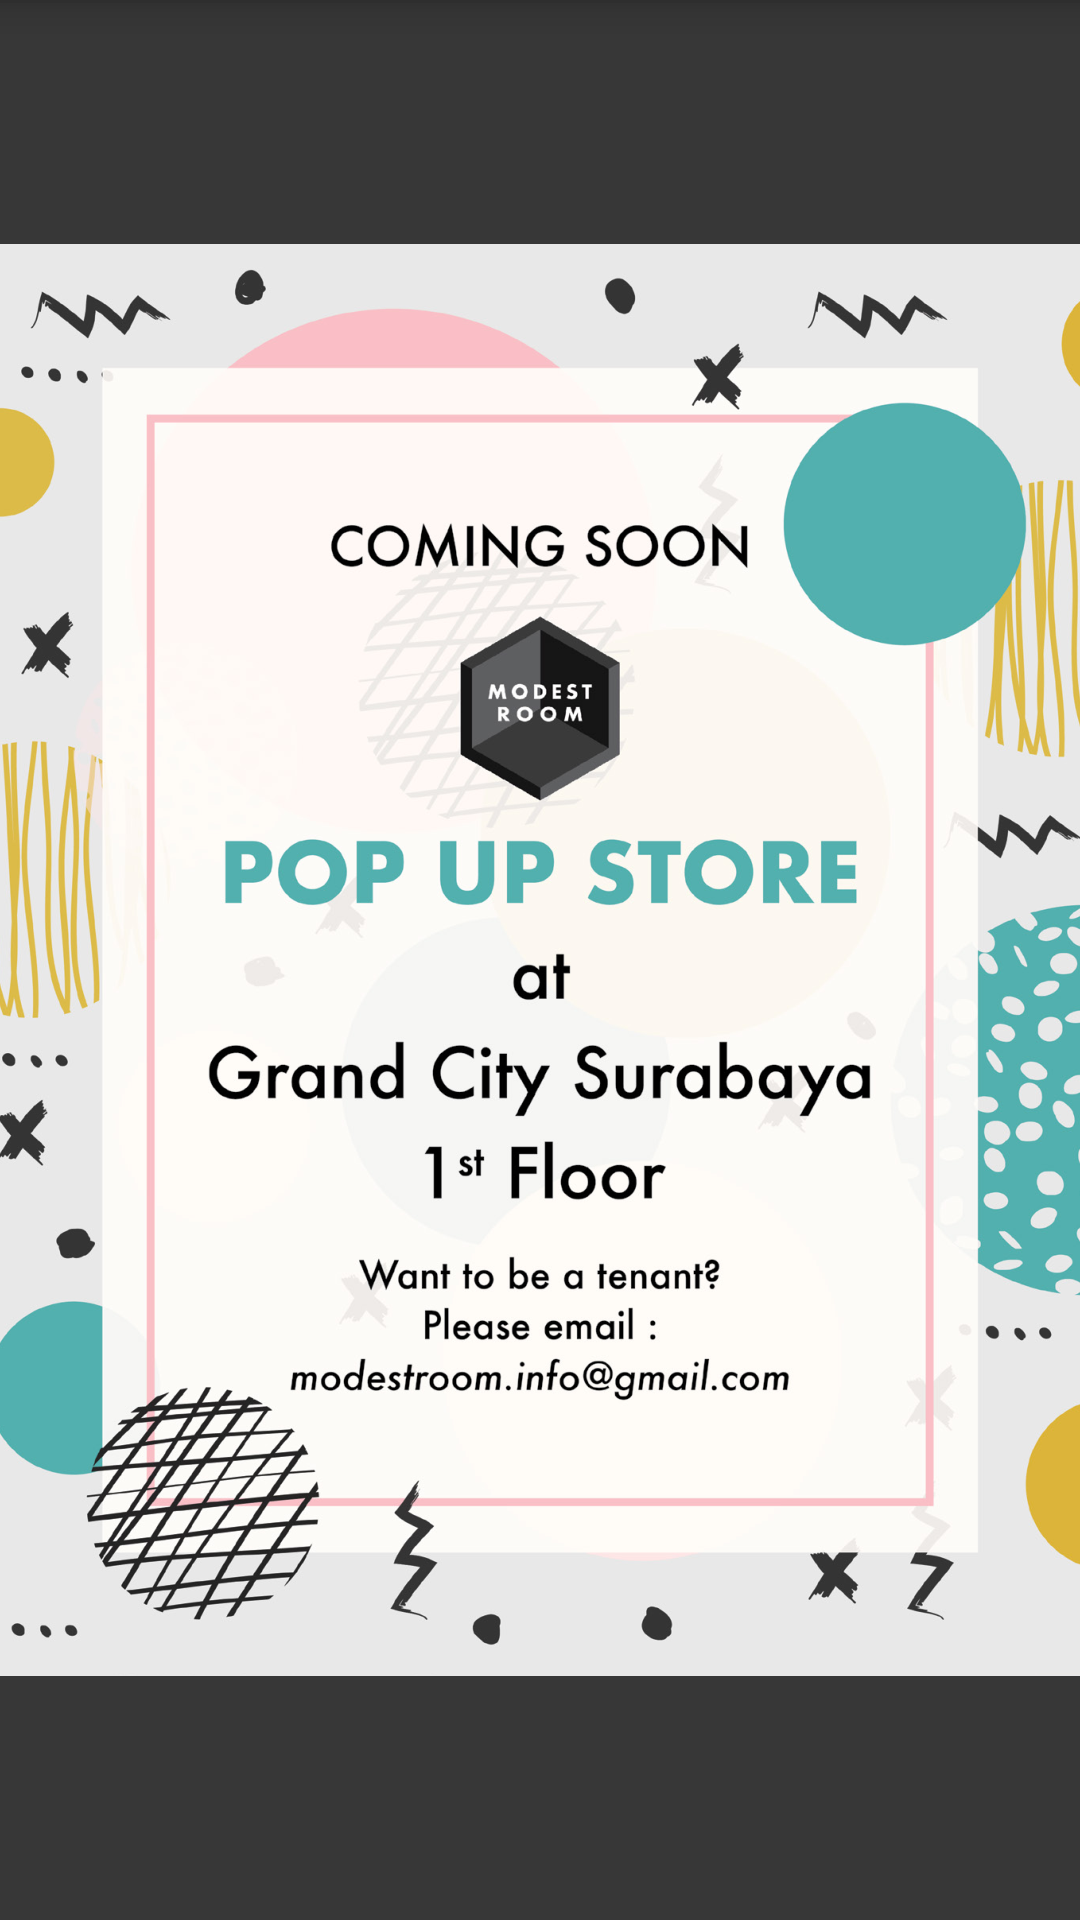 COMING SOON
MODEST
ROOM
POP UP STORE
at
Grand City Surabaya
1st Floor
Want to be a tenant?
Please email :
modestroom.info@gmail.com